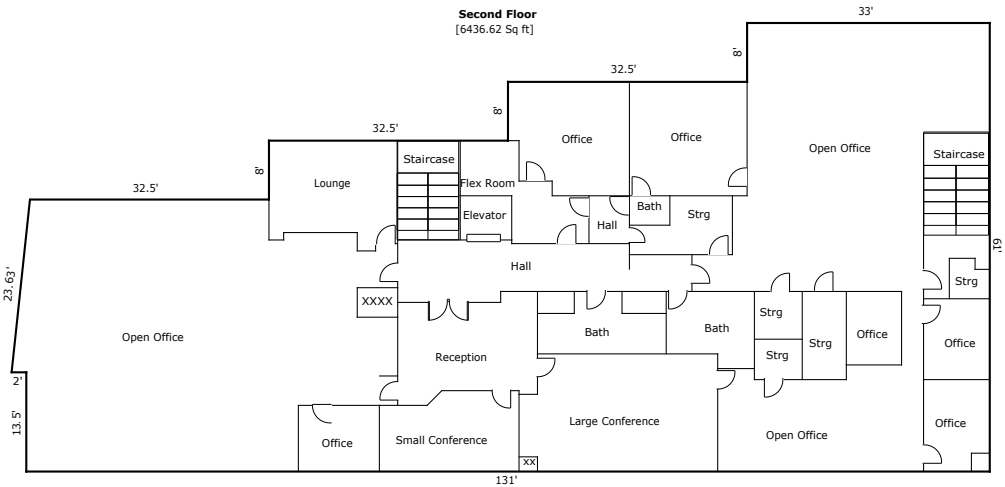 Second Floor
[6436.62 Sq ft]
33'
8'
32.5'
8'
32.5'
8'
32.5'
23.63'
2'
13.5'
131'
61'
Office
Office
Open Office
Staircase
Staircase
Lounge
Flex Room
Elevator
Bath
Strg
Hall
Hall
Strg
XXXX
Open Office
Reception
Bath
Bath
Strg
Strg
Strg
Office
Office
Office
Small Conference
Large Conference
Open Office
Office
xx